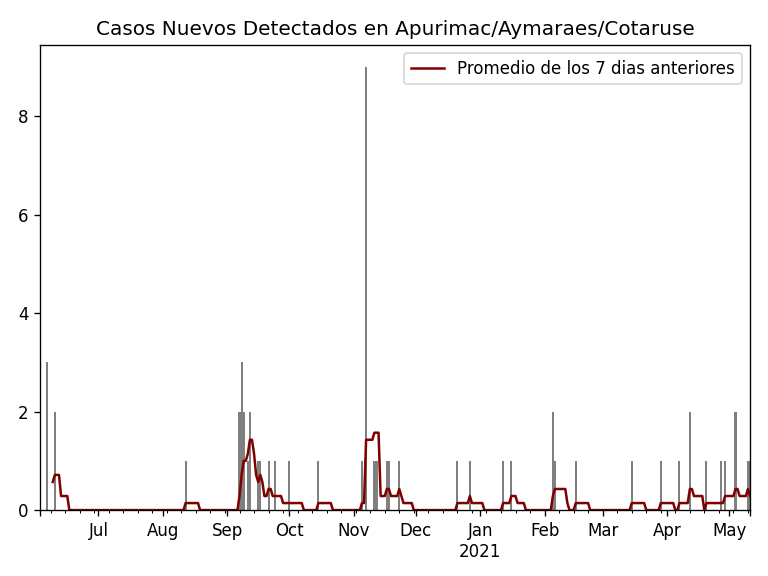 Casos Nuevos Detectados en Apurimac/Aymaraes/Cotaruse
Promedio de los 7 dias anteriores
8
6
4
2
0
Jul Aug Sep Oct Nov Dec Jan Feb Mar Apr May
2021